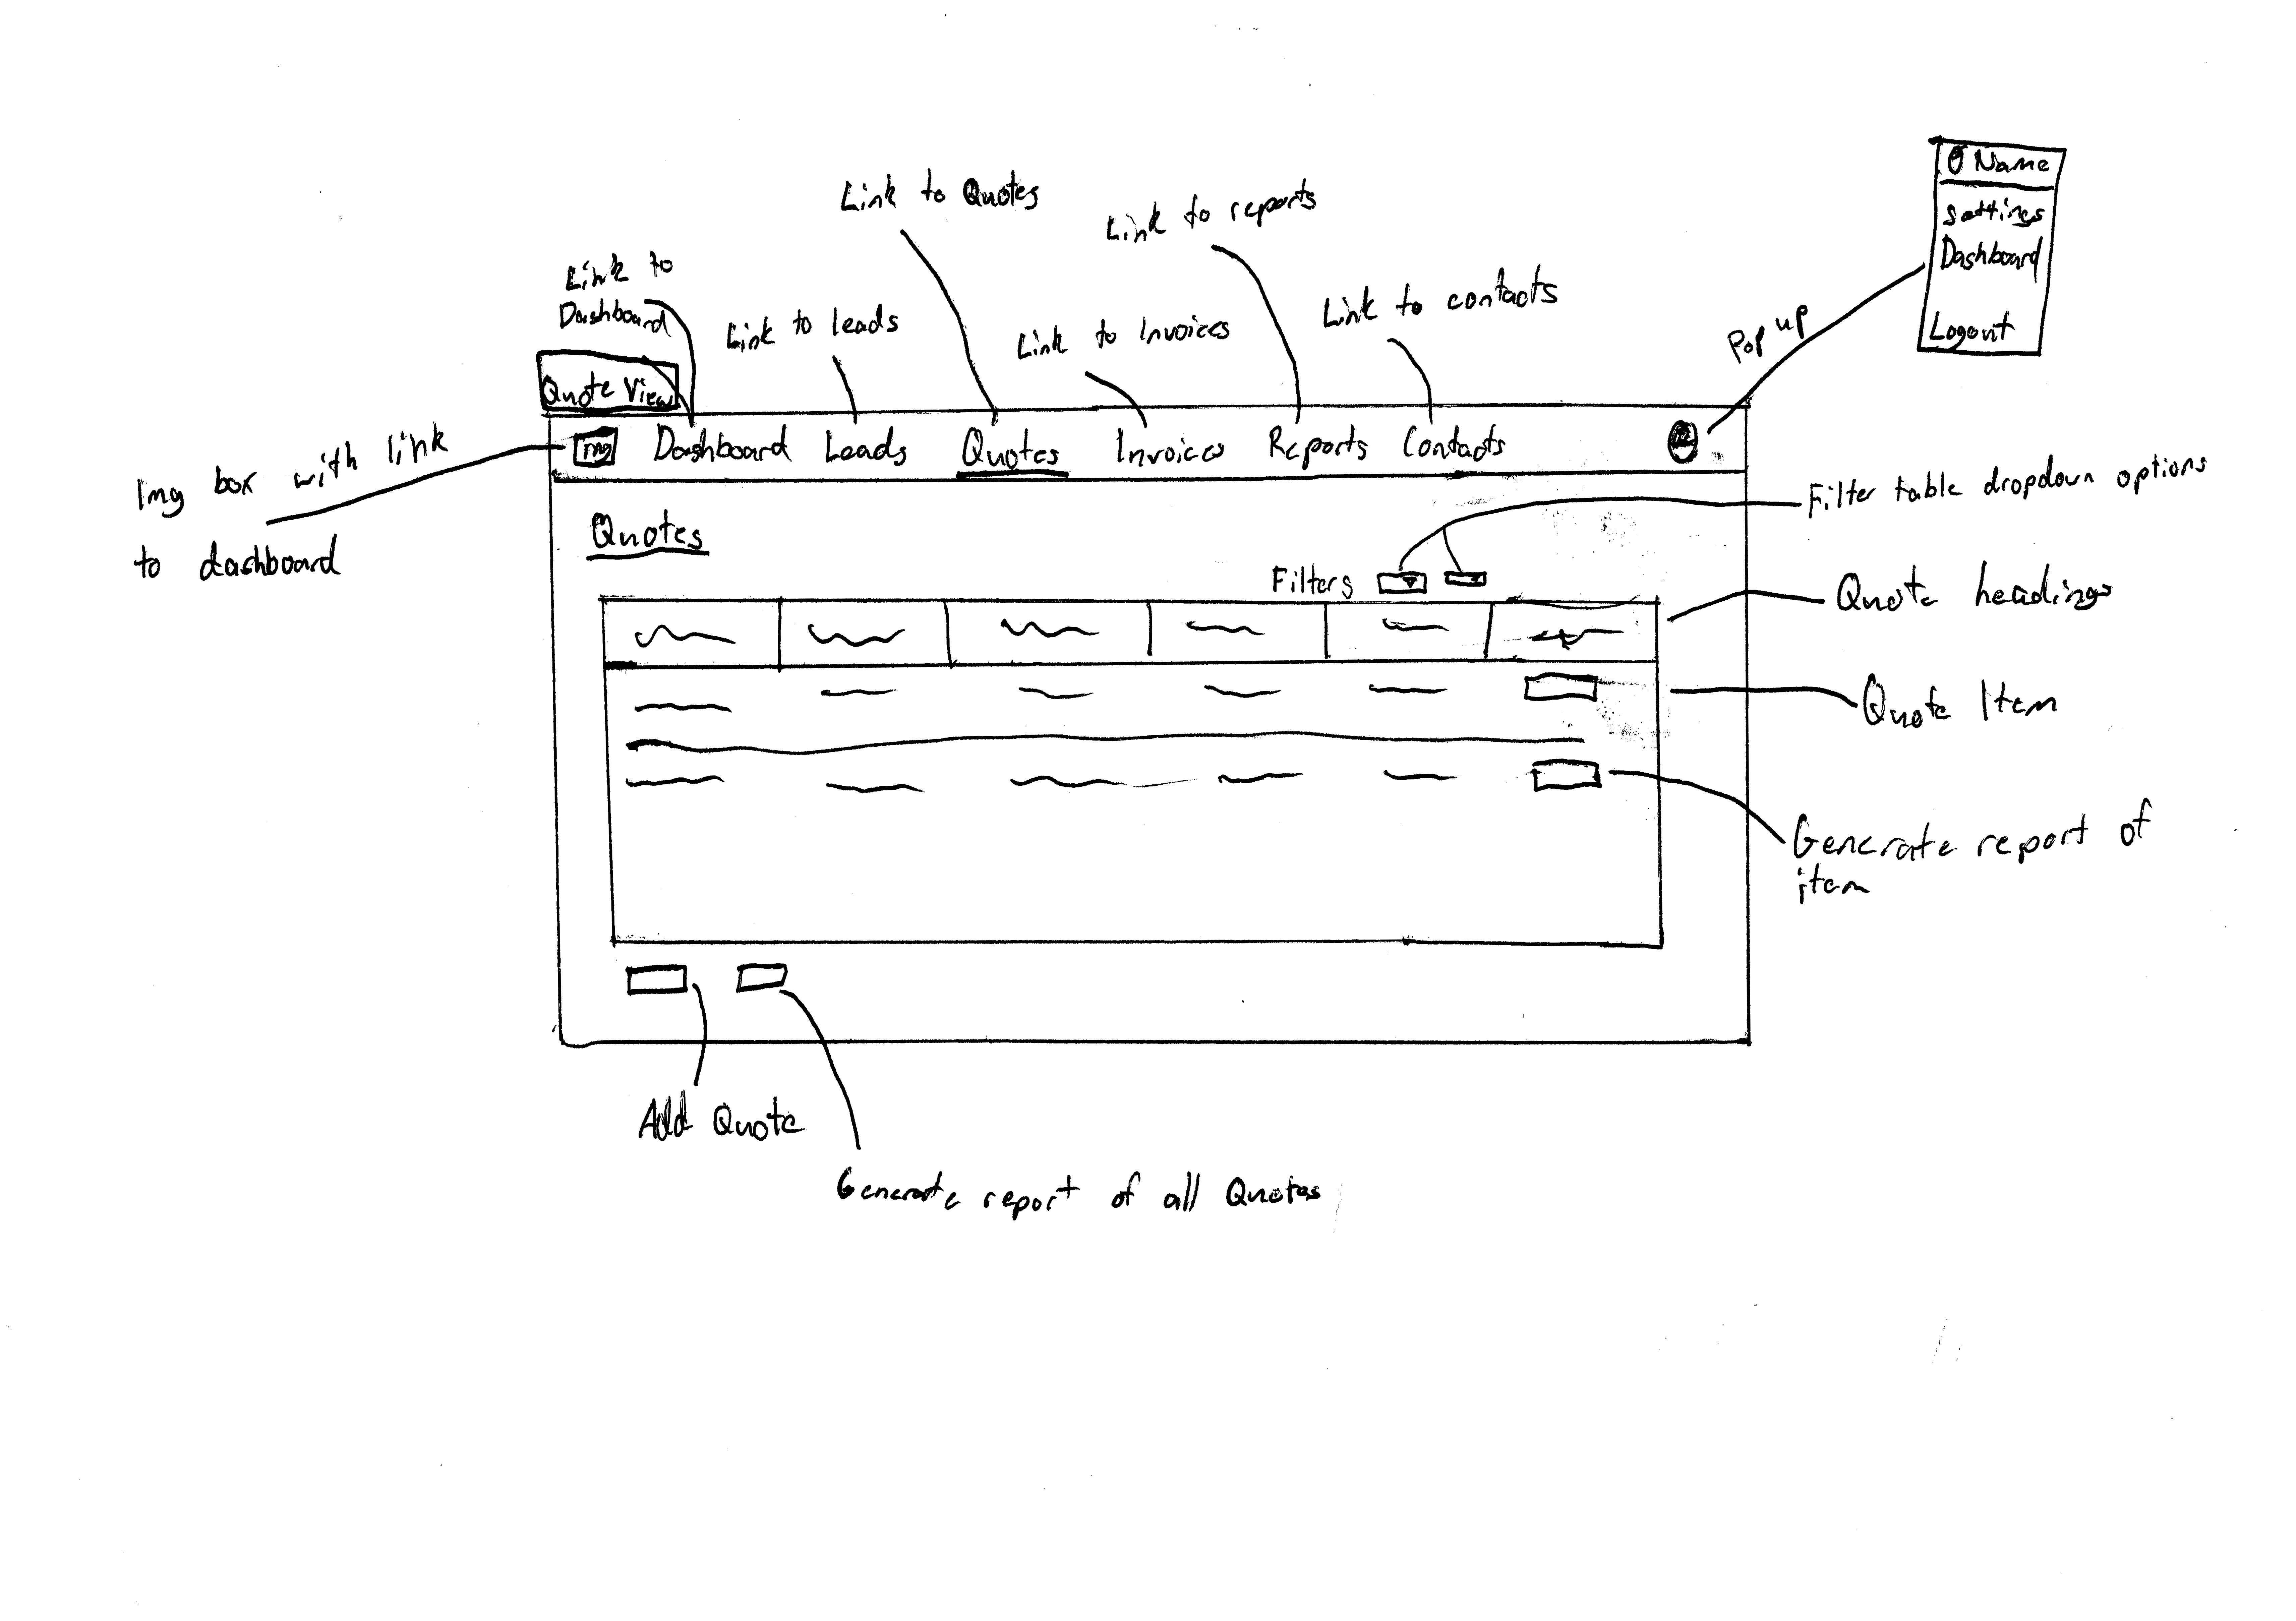 Name
Settings
Dashboard
Logout
Link to Quotes
Link to reports
Link to
Dashboard
Link to leads
Link to Invoices
Link to contacts
Pop up
Quote View
Img
Dashboard
Leads
Quotes
Invoices
Reports
Contacts
Img box with link
to dashboard
Quotes
Filter table dropdown options
Filters
Quote headings
Quote Item
Generate report of
item
Add Quote
Generate report of all Quotes